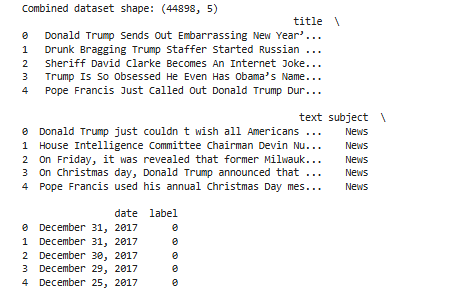 Combined dataset shape: (44898, 5)
title \
0 Donald Trump Sends Out Embarrassing New Year’...
1 Drunk Bragging Trump Staffer Started Russian ...
2 Sheriff David Clarke Becomes An Internet Joke...
3 Trump Is So Obsessed He Even Has Obama’s Name...
4 Pope Francis Just Called Out Donald Trump Dur...
text subject \
0 Donald Trump just couldn t wish all Americans ... News
1 House Intelligence Committee Chairman Devin Nu... News
2 On Friday, it was revealed that former Milwauk... News
3 On Christmas day, Donald Trump announced that ... News
4 Pope Francis used his annual Christmas Day mes... News
date label
0 December 31, 2017 0
1 December 31, 2017 0
2 December 30, 2017 0
3 December 29, 2017 0
4 December 25, 2017 0